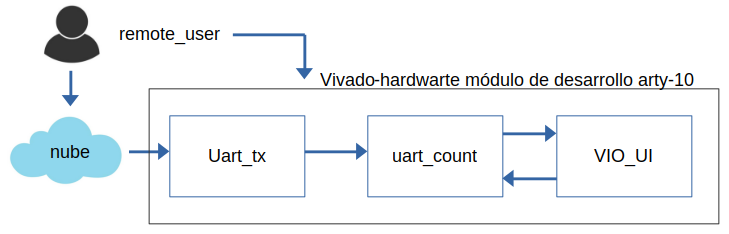 remote_user
Vivado-hardwarte módulo de desarrollo arty-10
nube
Uart_tx
uart_count
VIO_UI